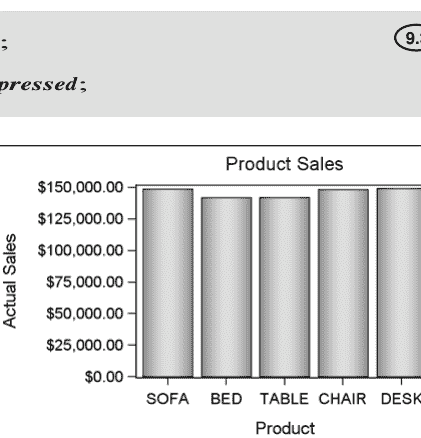 ;
9.
pressed;
Product Sales
$150,000.00
$125,000.00
$100,000.00
$75,000.00
$50,000.00
$25,000.00
$0.00
Actual Sales
SOFA BED TABLE CHAIR DESK
Product